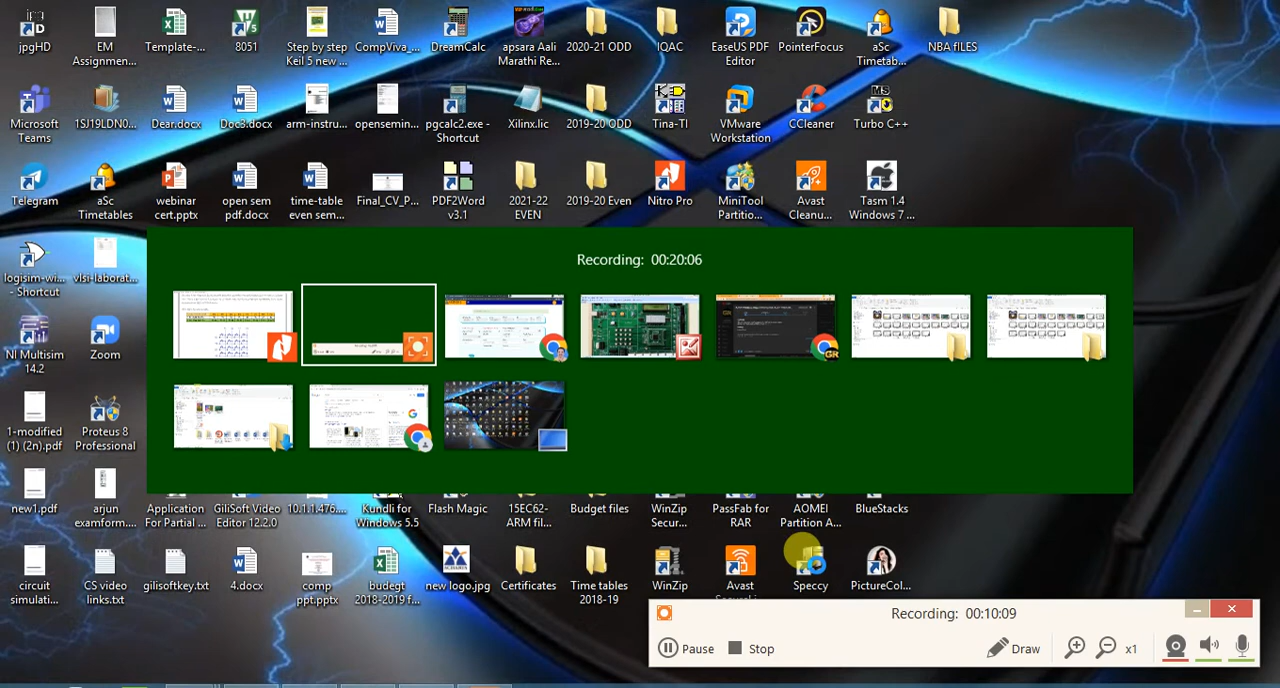 jpgHD
EM
Assignmen...
Template-...
8051
Step by step
Keil 5 new ...
CompViva_...
DreamCalc
apsara Aali
Marathi Re...
2020-21 ODD
IQAC
EaseUS PDF
Editor
PointerFocus
aSc
Timetab...
NBA fILES
Microsoft
Teams
1SJ19LDN0...
Dear.docx
Doc3.docx
arm-instru...
opensemin...
pgcalc2.exe -
Shortcut
Xilinx.lic
2019-20 ODD
Tina-TI
VMware
Workstation
CCleaner
Turbo C++
Telegram
aSc
Timetables
webinar
cert.pptx
open sem
pdf.docx
time-table
even sem...
Final_CV_P...
PDF2Word
v3.1
2021-22
EVEN
2019-20 Even
Nitro Pro
MiniTool
Partitio...
Avast
Cleanu...
Tasm 1.4
Windows 7 ...
logisim-wi...
- Shortcut
vlsi-laborat...
Recording: 00:20:06
NI Multisim
14.2
Zoom
1-modified
(1) (2n).pdf
Proteus 8
Professional
new1.pdf
arjun
examform...
Application
For Partial ...
GiliSoft Video
Editor 12.2.0
10.1.1.476....
Kundli for
Windows 5.5
Flash Magic
15EC62-
ARM fil...
Budget files
WinZip
Secur...
PassFab for
RAR
AOMEI
Partition A...
BlueStacks
circuit
simulati...
CS video
links.txt
gilisoftkey.txt
4.docx
comp
ppt.pptx
budegt
2018-2019 f...
new logo.jpg
Certificates
Time tables
2018-19
WinZip
Avast
Speccy
PictureCol...
Recording: 00:10:09
Pause
Stop
Draw
x1